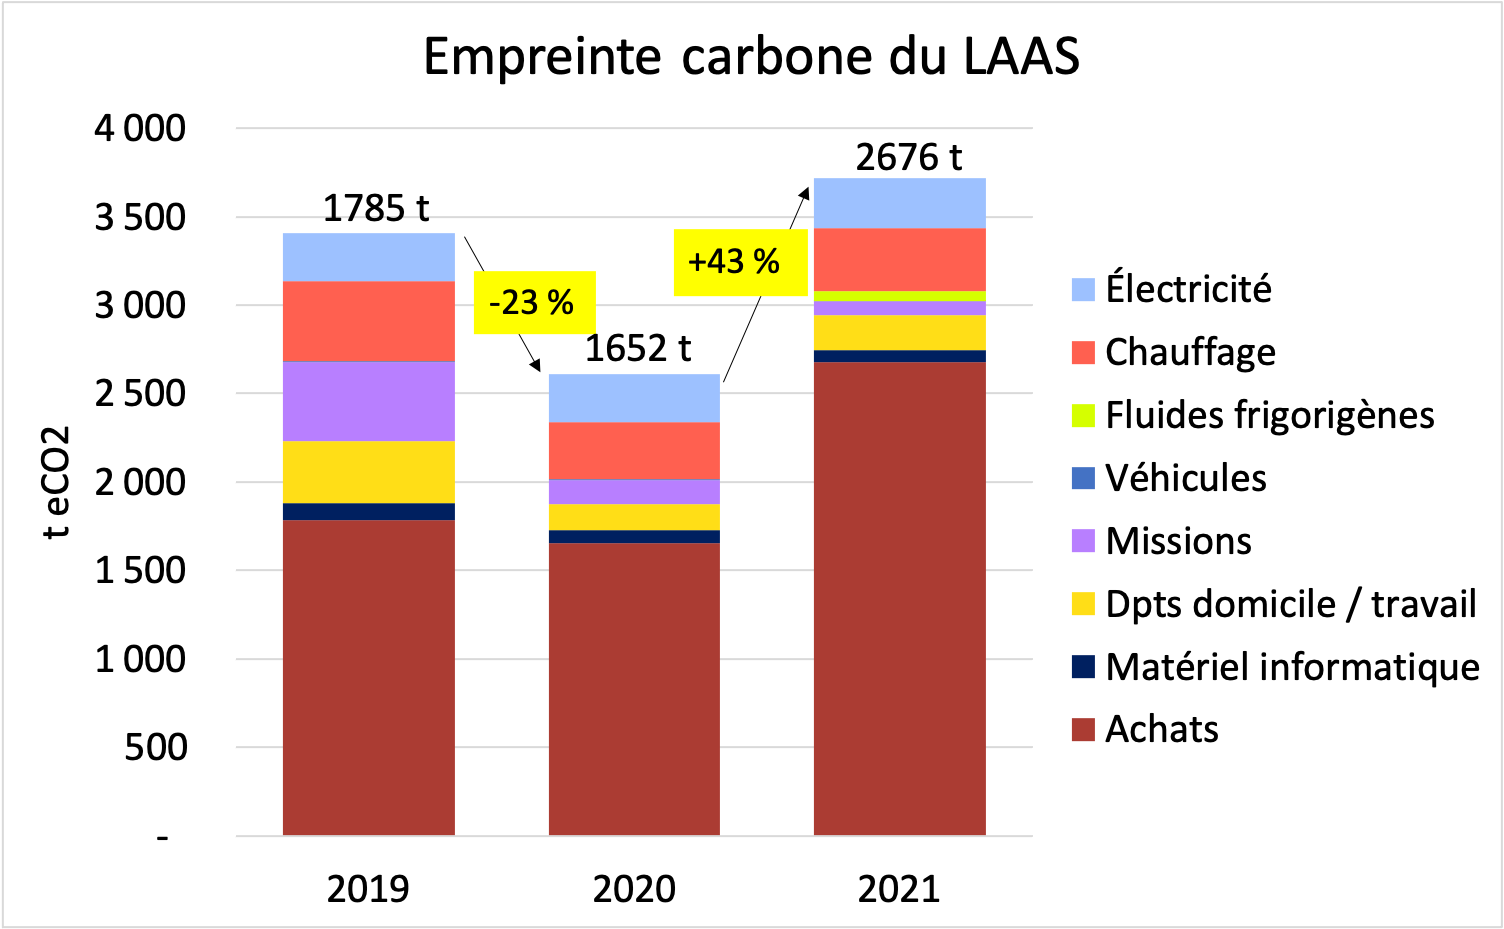 Empreinte carbone du LAAS
4 000
3 500
3 000
2 500
2 000
1 500
1 000
500
-
t eCO2
1785 t
-23 %
1652 t
+43 %
2676 t
2019
2020
2021
Électricité
Chauffage
Fluides frigorigènes
Véhicules
Missions
Dpts domicile / travail
Matériel informatique
Achats